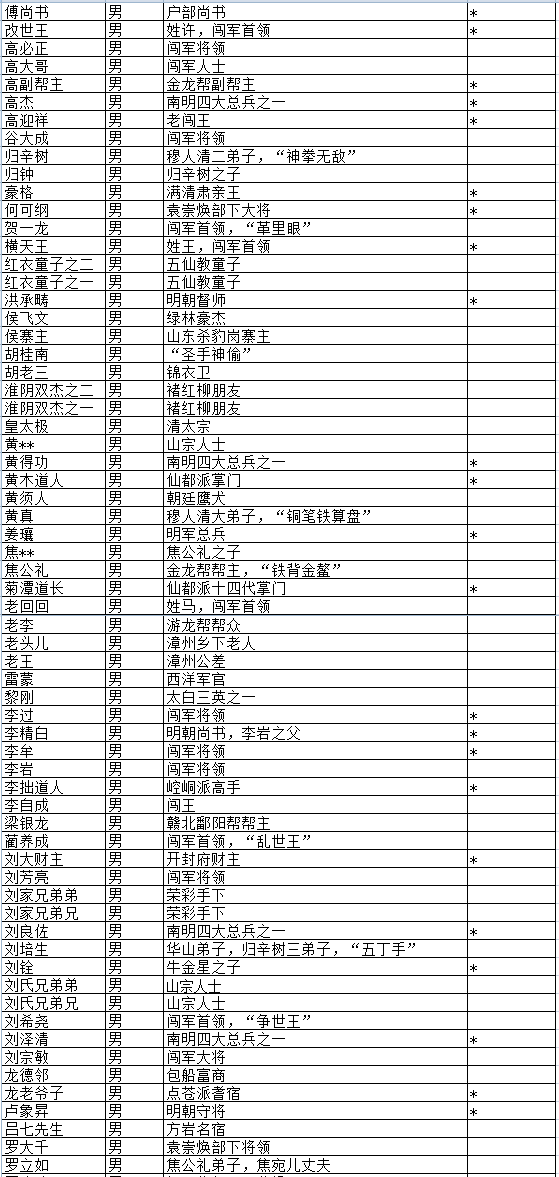 傅尚书 男 户部尚书 *
改世王 男 姓许，闯军首领 *
高必正 男 闯军将领
高大哥 男 闯军人士
高副帮主 男 金龙帮副帮主 *
高杰 男 南明四大总兵之一 *
高迎祥 男 老闯王 *
谷大成 男 闯军将领
归辛树 男 穆人清二弟子，“神拳无敌”
归钟 男 归辛树之子
豪格 男 满清肃亲王 *
何可纲 男 袁崇焕部下大将 *
贺一龙 男 闯军首领，“革里眼”
横天王 男 姓王，闯军首领 *
红衣童子之二 男 五仙教童子
红衣童子之一 男 五仙教童子
洪承畴 男 明朝督师 *
侯飞文 男 绿林豪杰
侯寨主 男 山东杀豹岗寨主
胡桂南 男 “圣手神偷”
胡老三 男 锦衣卫
淮阴双杰之二 男 褚红柳朋友
淮阴双杰之一 男 褚红柳朋友
皇太极 男 清太宗
黄** 男 山宗人士
黄得功 男 南明四大总兵之一 *
黄木道人 男 仙都派掌门 *
黄须人 男 朝廷鹰犬
黄真 男 穆人清大弟子，“铜笔铁算盘”
姜瓖 男 明军总兵 *
焦** 男 焦公礼之子
焦公礼 男 金龙帮帮主，“铁背金鳌”
菊潭道长 男 仙都派十四代掌门 *
老回回 男 姓马，闯军首领
老李 男 游龙帮帮众
老头儿 男 漳州乡下老人
老王 男 漳州公差
雷蒙 男 西洋军官
黎刚 男 太白三英之一
李过 男 闯军将领 *
李精白 男 明朝尚书，李岩之父 *
李牟 男 闯军将领 *
李岩 男 闯军将领
李拙道人 男 崆峒派高手 *
李自成 男 闯王
梁银龙 男 赣北鄱阳帮帮主
蔺养成 男 闯军首领，“乱世王”
刘大财主 男 开封府财主 *
刘芳亮 男 闯军将领
刘家兄弟弟 男 荣彩手下
刘家兄弟兄 男 荣彩手下
刘良佐 男 南明四大总兵之一 *
刘培生 男 华山弟子，归辛树三弟子，“五丁手”
刘铨 男 牛金星之子 *
刘氏兄弟弟 男 山宗人士
刘氏兄弟兄 男 山宗人士
刘希尧 男 闯军首领，“争世王”
刘泽清 男 南明四大总兵之一 *
刘宗敏 男 闯军大将
龙德邻 男 包船富商
龙老爷子 男 点苍派耆宿 *
卢象昇 男 明朝守将 *
吕七先生 男 方岩名宿
罗大千 男 袁崇焕部下将领
罗立如 男 焦公礼弟子，焦宛儿丈夫